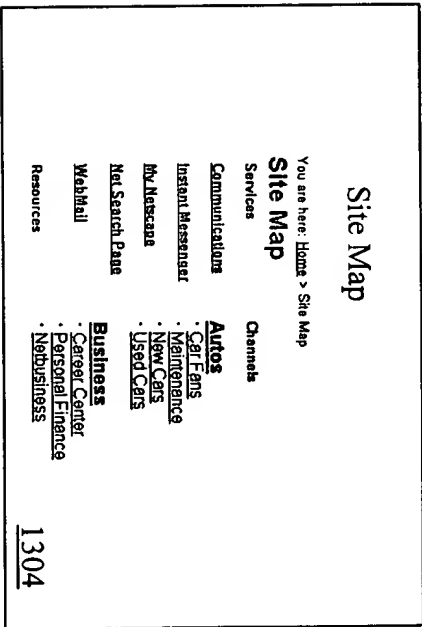 Site Map
You are here: Home > Site Map
Site Map
Services
Communications
Instant Messenger
My Netscape
Net Search Page
WebMail
Resources
Channels
Autos
· Car Fans
· Maintenance
· New Cars
· Used Cars
Business
· Career Center
· Personal Finance
· Netbusiness
1304